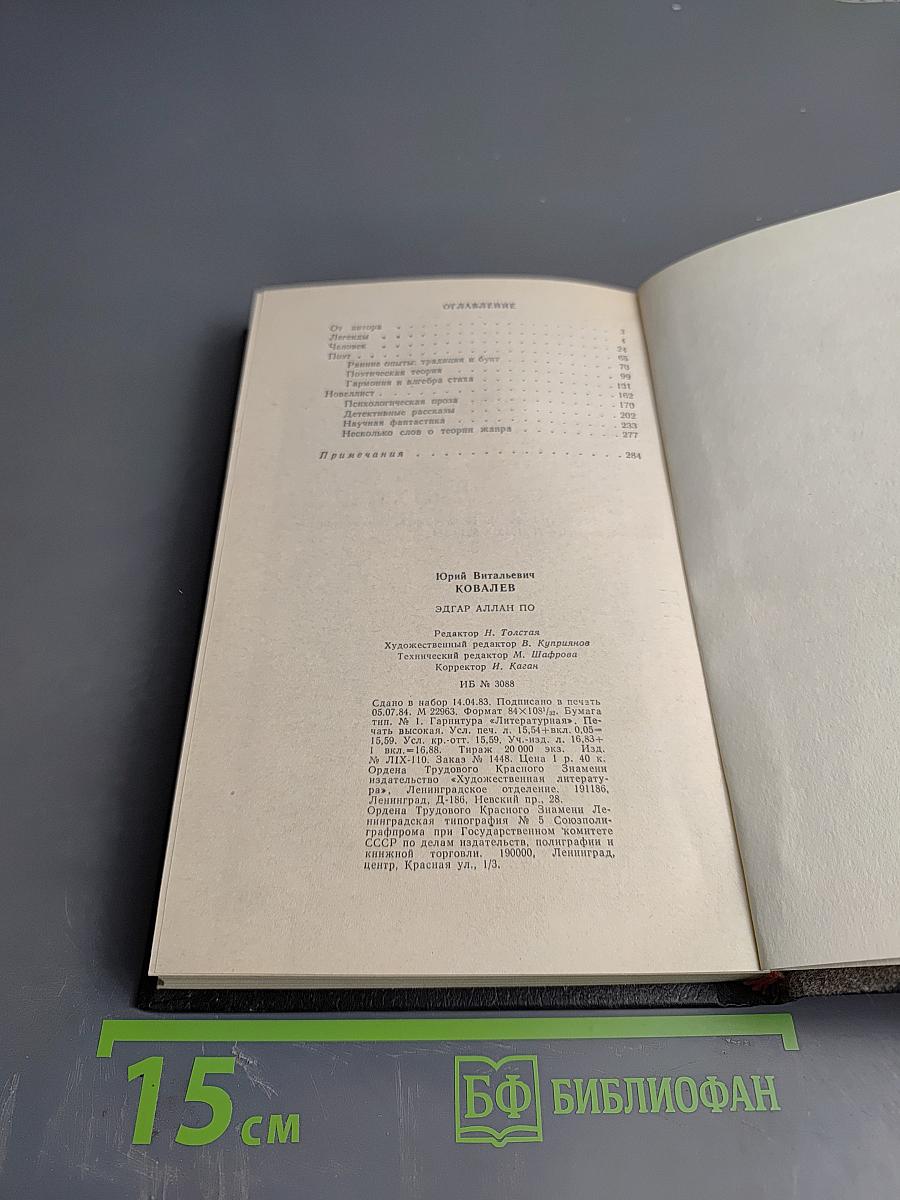 ОГЛАВЛЕНИЕ
От автора . . . 3
Легенды . . . 4
Человек . . . 24
Поэт . . . 65
Ранние опыты: традиция и бунт . . . 70
Поэтическая теория . . . 99
Гармония и алгебра стиха . . . 131
Новеллист . . . 162
Психологическая проза . . . 170
Детективные рассказы . . . 202
Научная фантастика . . . 233
Несколько слов о теории жанра . . . 277
Примечания . . . 284
Юрий Витальевич
КОВАЛЕВ
ЭДГАР АЛЛАН ПО
Редактор Н. Толстая
Художественный редактор В. Куприянов
Технический редактор М. Шафрова
Корректор И. Каган
ИБ № 3088
Сдано в набор 14.04.83. Подписано в печать
05.07.84. М 22963. Формат 84×108¹/₃₂. Бумага
тип. № 1. Гарнитура «Литературная». Пе-
чать высокая. Усл. печ. л. 15,54+вкл. 0,05=
15,59. Усл. кр.-отт. 15,59. Уч.-изд. л. 16,83+
1 вкл.=16,88. Тираж 20 000 экз. Изд.
№ ЛIX-110. Заказ № 1448. Цена 1 р. 40 к.
Ордена Трудового Красного Знамени
издательство «Художественная литерату-
ра», Ленинградское отделение. 191186,
Ленинград, Д-186, Невский пр., 28.
Ордена Трудового Красного Знамени Ле-
нинградская типография № 5 Союзполи-
графпрома при Государственном комитете
СССР по делам издательств, полиграфии и
книжной торговли. 190000, Ленинград,
центр, Красная ул., 1/3.
15 см
БФ БИБЛИОФАН